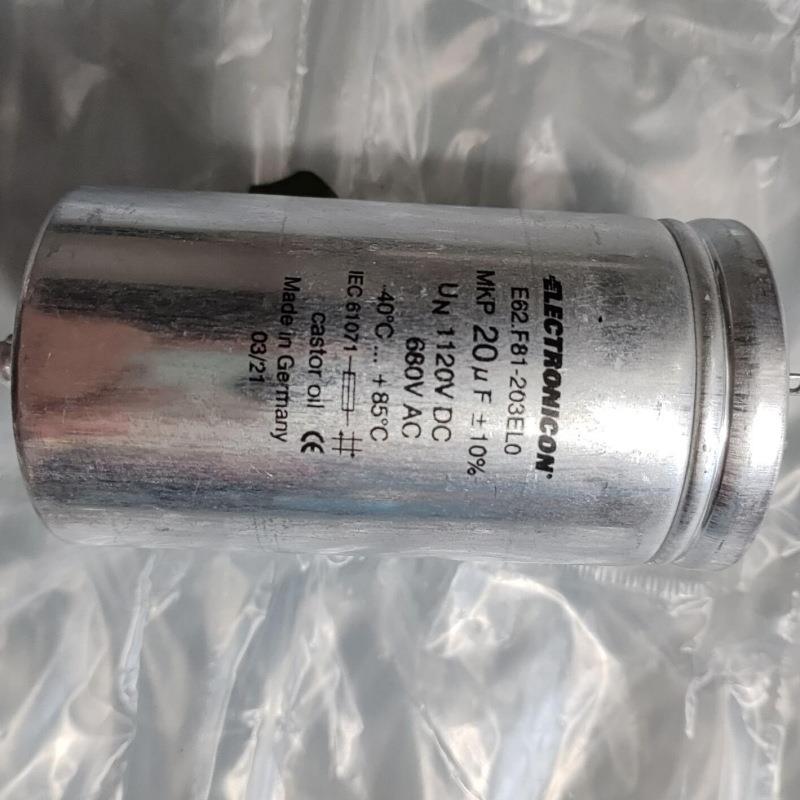 ELECTRONICON®
E62.F81-203EL0
MKP 20 µF ±10%
UN 1120V DC
680V AC
-40°C ... +85°C
IEC 61071
castor oil CE
Made in Germany
03/21